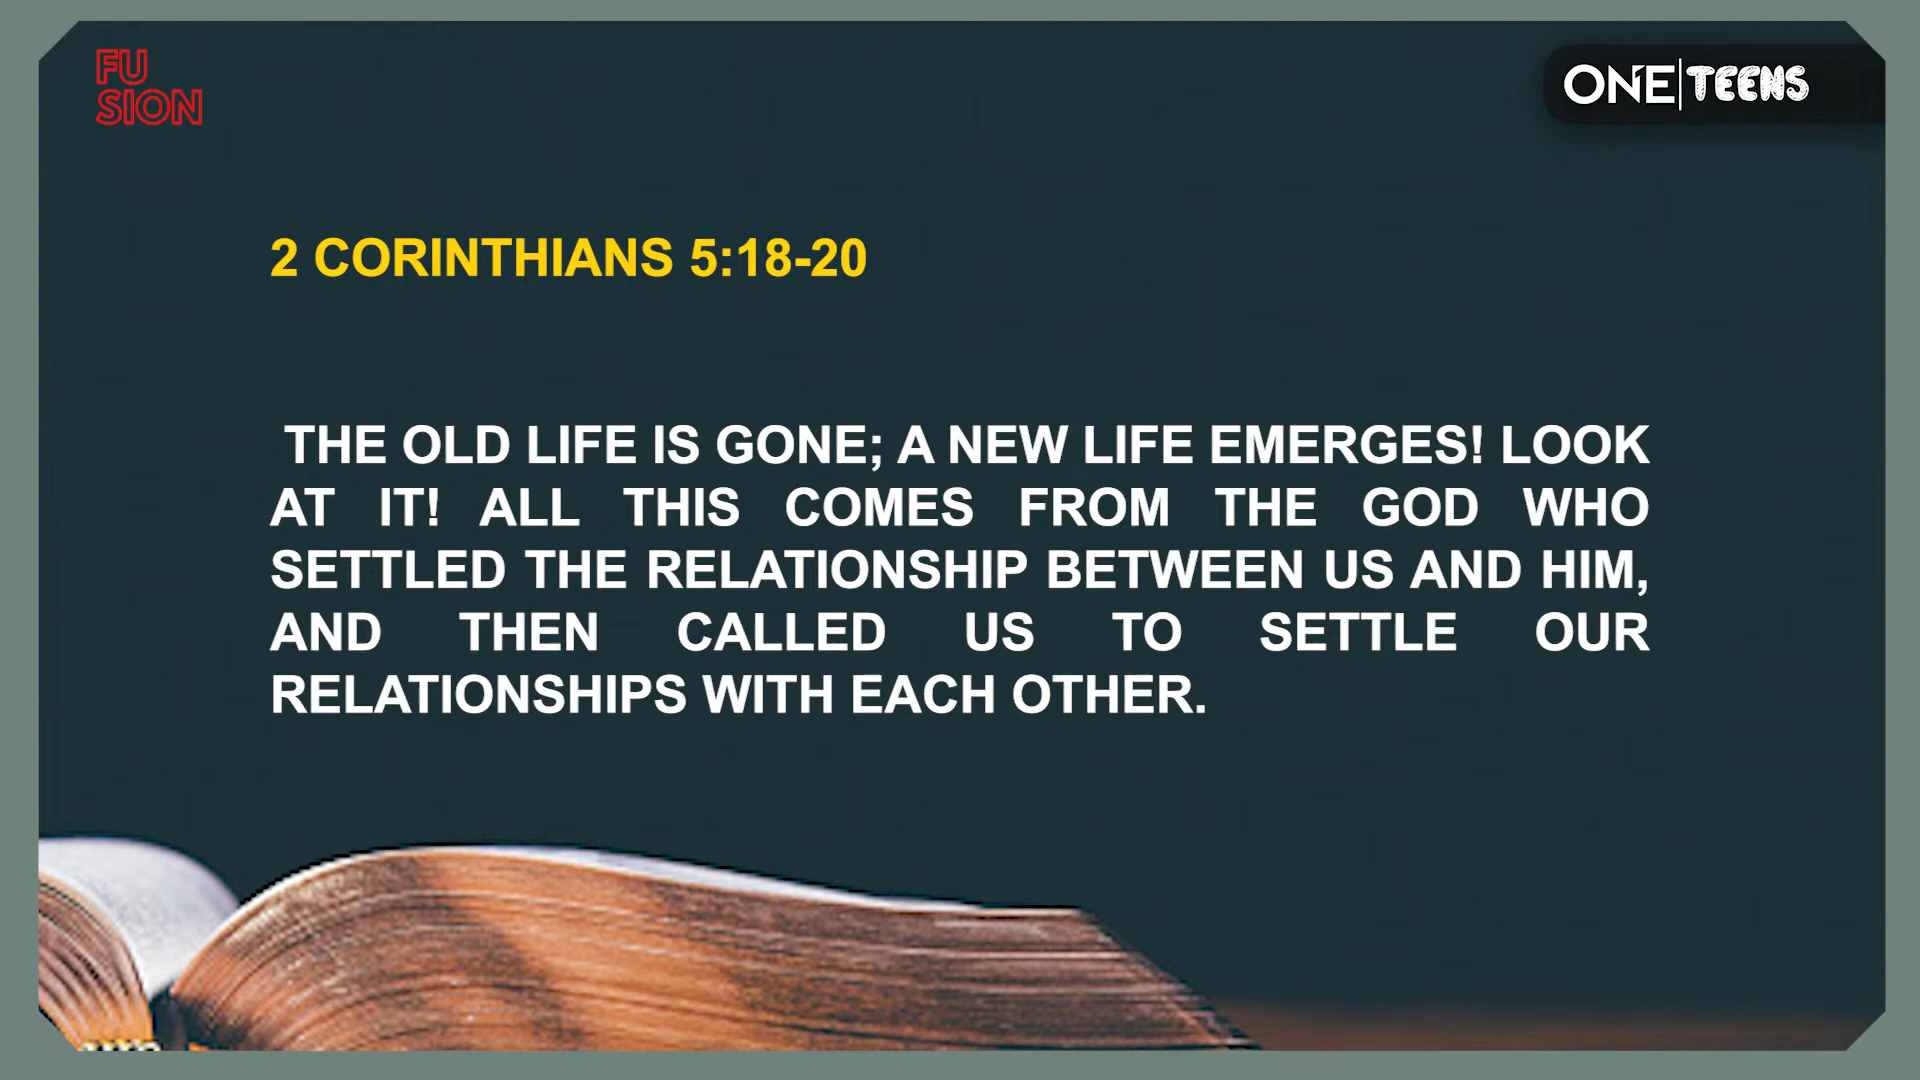 FU
SION
ONE|TEENS
2 CORINTHIANS 5:18-20
THE OLD LIFE IS GONE; A NEW LIFE EMERGES! LOOK
AT IT! ALL THIS COMES FROM THE GOD WHO
SETTLED THE RELATIONSHIP BETWEEN US AND HIM,
AND THEN CALLED US TO SETTLE OUR
RELATIONSHIPS WITH EACH OTHER.